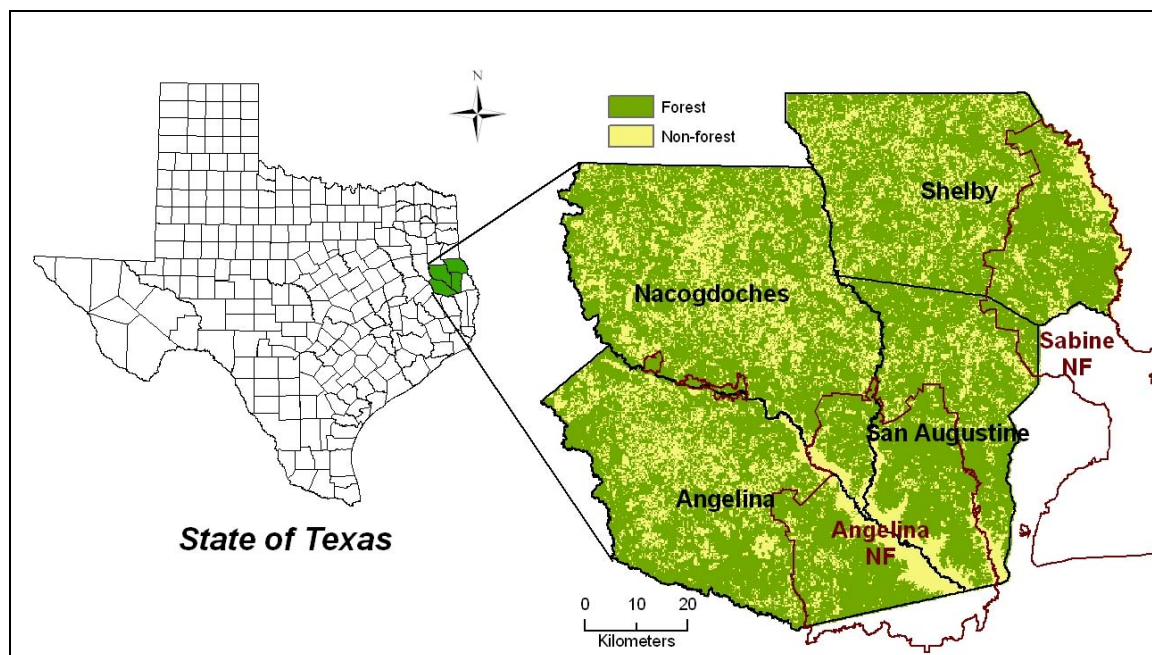 N
Forest
Non-forest
Shelby
Nacogdoches
Sabine
NF
San Augustine
Angelina
Angelina
NF
State of Texas
0 10 20
Kilometers